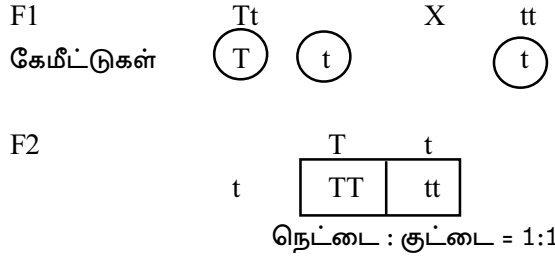 F1 Tt X tt
கேமீட்டுகள் T t t
F2 T t
t TT tt
நெட்டை : குட்டை = 1:1